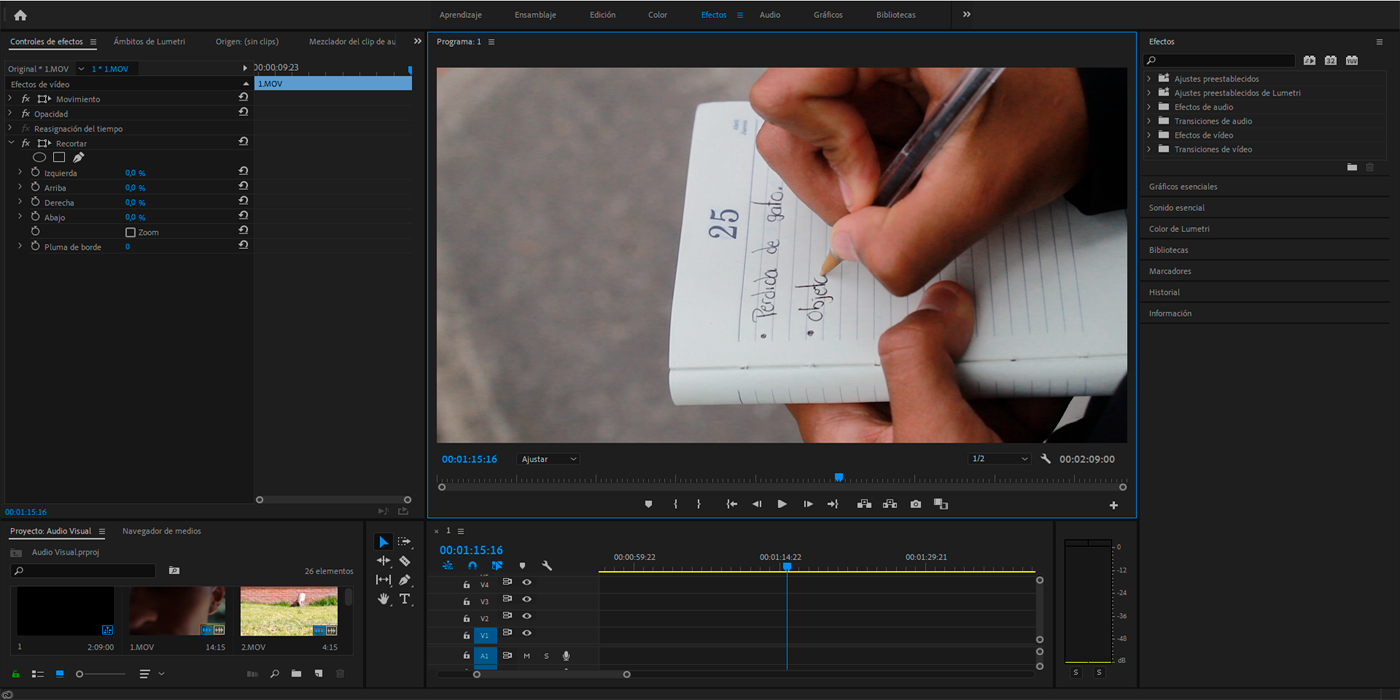 Aprendizaje Ensamblaje Edición Color Efectos Audio Gráficos Bibliotecas
Controles de efectos Ámbitos de Lumetri Origen: (sin clips) Mezclador del clip de au
Original * 1.MOV 1 * 1.MOV
Efectos de vídeo
fx Movimiento
fx Opacidad
fx Reasignación del tiempo
fx Recortar
Izquierda 0,0 %
Arriba 0,0 %
Derecha 0,0 %
Abajo 0,0 %
Zoom
Pluma de borde 0
00:00:09:23
1.MOV
00:01:15:16
Programa: 1
25
• Pérdida de gato.
• Objeto
00:01:15:16 Ajustar 1/2 00:02:09:00
Efectos
32 YUV
Ajustes preestablecidos
Ajustes preestablecidos de Lumetri
Efectos de audio
Transiciones de audio
Efectos de vídeo
Transiciones de vídeo
Gráficos esenciales
Sonido esencial
Color de Lumetri
Bibliotecas
Marcadores
Historial
Información
Proyecto: Audio Visual Navegador de medios
Audio Visual.prproj
26 elementos
1 2:09:00 1.MOV 14:15 2.MOV 4:15
T
× 1
00:01:15:16
00:00:59:22 00:01:14:22 00:01:29:21
V4
V3
V2
V1
A1 M S
0
-12
-24
-36
-48
dB
S S